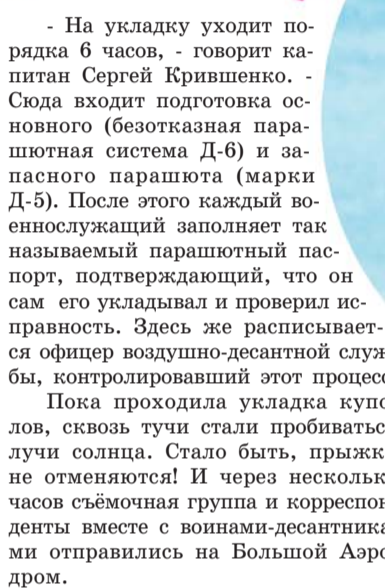 - На укладку уходит по-
рядка 6 часов, - говорит ка-
питан Сергей Крившенко. -
Сюда входит подготовка ос-
новного (безотказная пара-
шютная система Д-6) и за-
пасного парашюта (марки
Д-5). После этого каждый во-
еннослужащий заполняет так
называемый парашютный пас-
порт, подтверждающий, что он
сам его укладывал и проверил ис-
правность. Здесь же расписывает-
ся офицер воздушно-десантной служ
бы, контролировавший этот процесс
Пока проходила укладка купо
лов, сквозь тучи стали пробиватьс
лучи солнца. Стало быть, прыжк
не отменяются! И через нескольк
часов съёмочная группа и корреспон
денты вместе с воинами-десантника
ми отправились на Большой Аэро
дром.